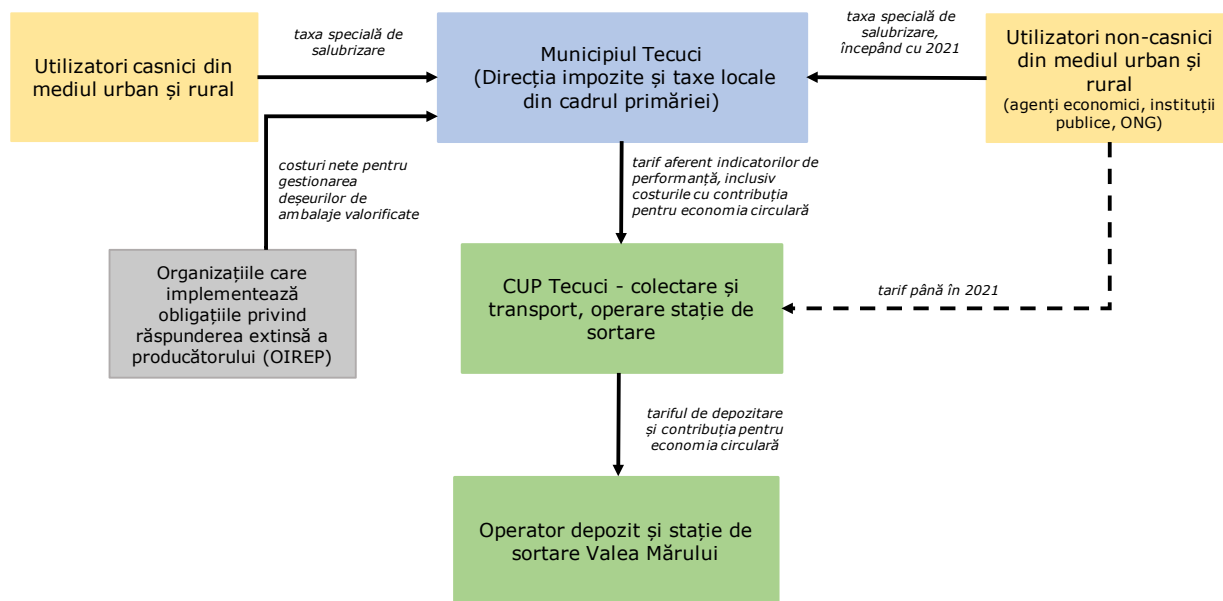 taxa specială de
salubrizare
taxa specială de
salubrizare,
începând cu 2021
Utilizatori casnici din
mediul urban și rural
Municipiul Tecuci
(Direcția impozite și taxe locale
din cadrul primăriei)
Utilizatori non-casnici
din mediul urban și
rural
(agenți economici, instituții
publice, ONG)
costuri nete pentru
gestionarea
deșeurilor de
ambalaje valorificate
tarif aferent indicatorilor de
performanță, inclusiv
costurile cu contribuția
pentru economia circulară
Organizațiile care
implementează
obligațiile privind
răspunderea extinsă a
producătorului (OIREP)
CUP Tecuci - colectare și
transport, operare stație de
sortare
tarif până în 2021
tariful de depozitare
și contribuția pentru
economia circulară
Operator depozit și stație de
sortare Valea Mărului